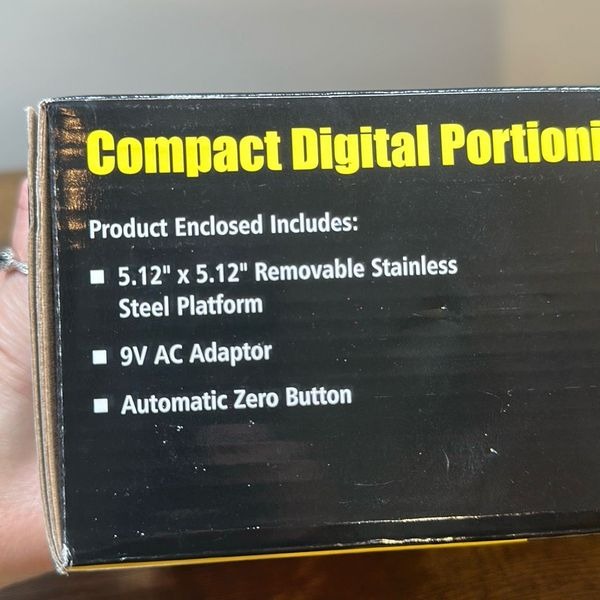 Compact Digital Portioni
Product Enclosed Includes:
■ 5.12" x 5.12" Removable Stainless
Steel Platform
■ 9V AC Adaptor
■ Automatic Zero Button